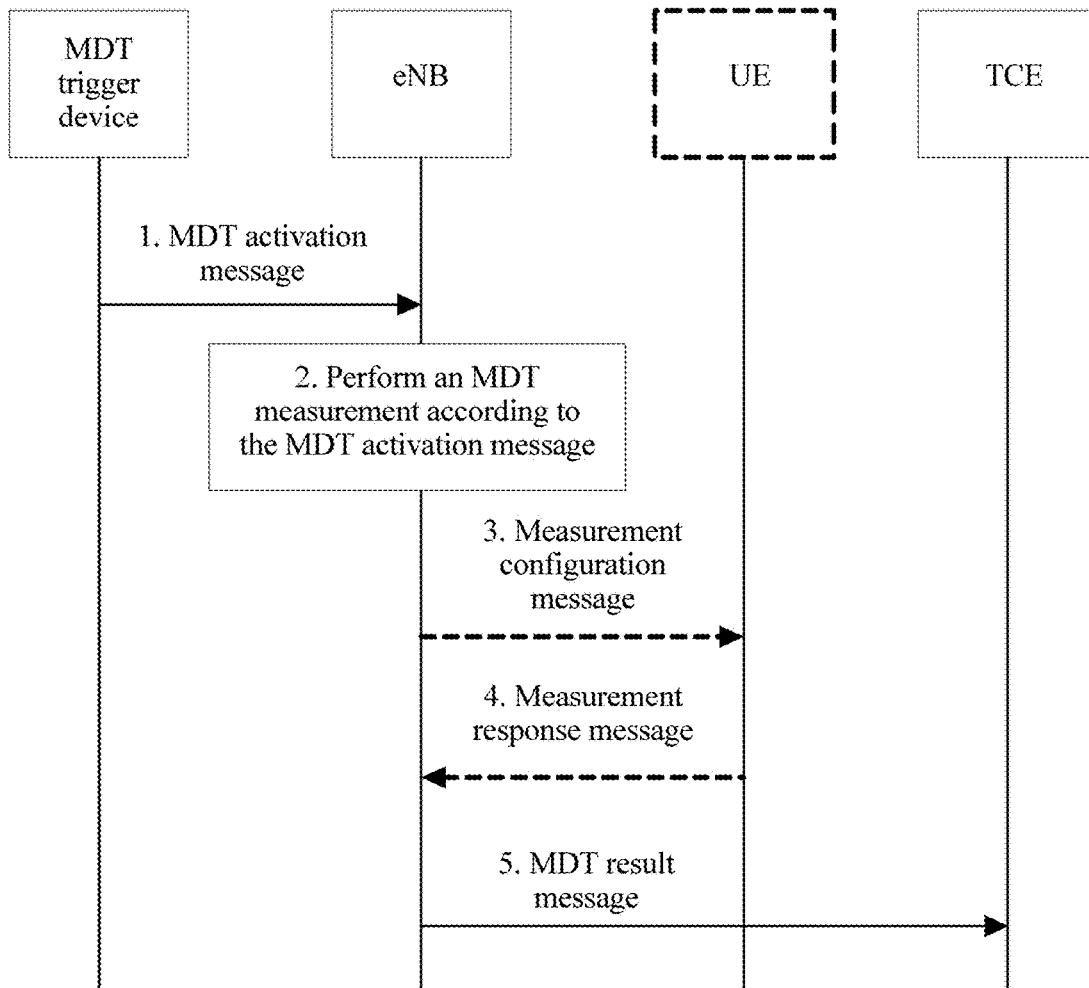 MDT
trigger
device
eNB
UE
TCE
1. MDT activation
message
2. Perform an MDT
measurement according to
the MDT activation message
3. Measurement
configuration
message
4. Measurement
response message
5. MDT result
message